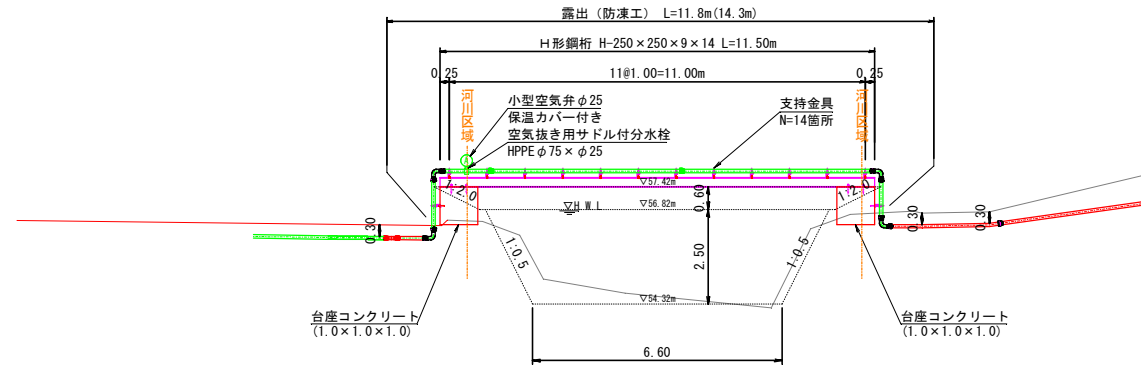 露出（防凍工） L=11.8m(14.3m)
H形鋼桁 H-250×250×9×14 L=11.50m
0.25
11@1.00=11.00m
0.25
河川区域
小型空気弁φ25
保温カバー付き
空気抜き用サドル付分水栓
HPPEφ75×φ25
支持金具
N=14箇所
河川区域
1:2.0
▽57.42m
1:2.0
0.60
▽H.W.L
▽56.82m
0.30
0.30
0.30
1:0.5
2.50
1:0.5
▽54.32m
台座コンクリート
(1.0×1.0×1.0)
台座コンクリート
(1.0×1.0×1.0)
6.60